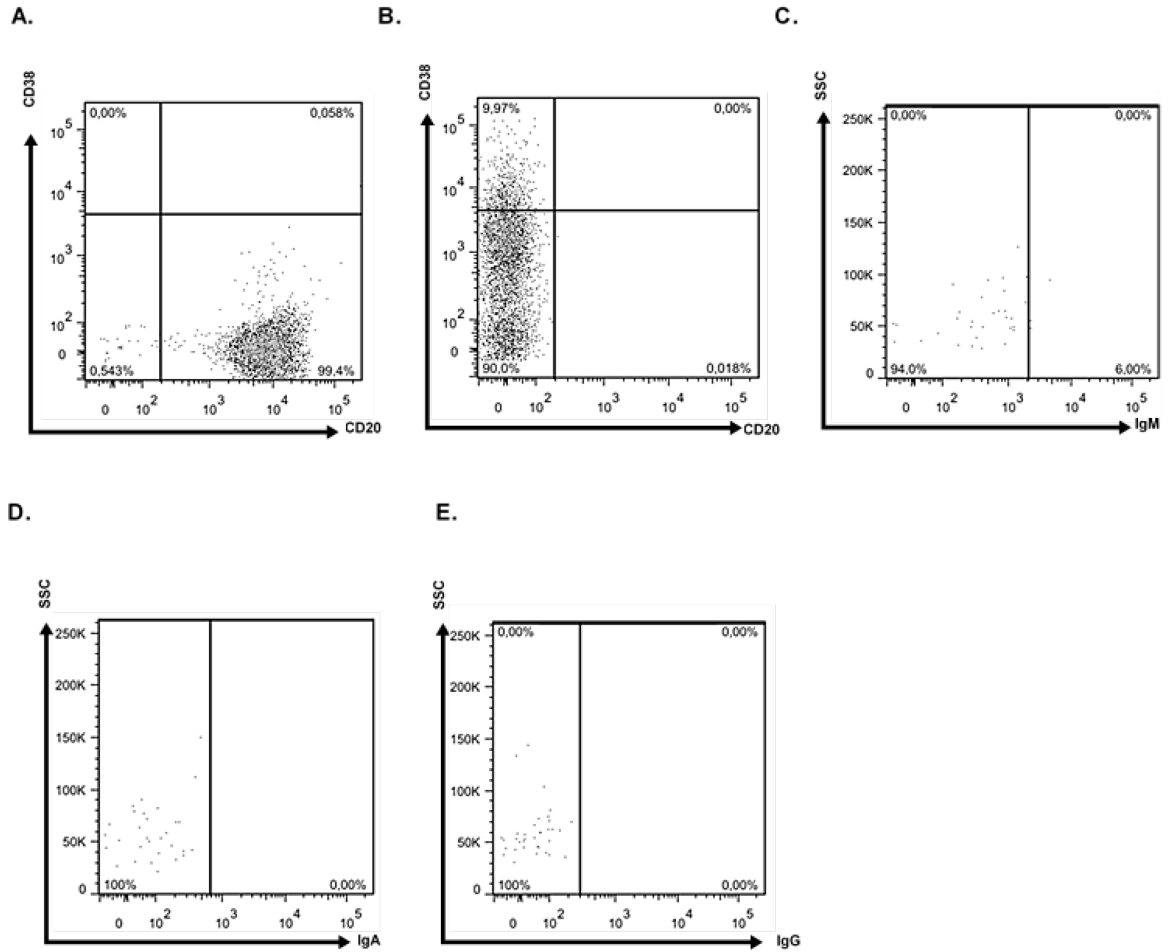 A.
B.
C.
CD38
0,00%
0,058%
10^5
10^4
10^3
10^2
0
0,543%
99.4%
0
10^2
10^3
10^4
10^5
CD20
CD38
9,97%
0,00%
10^5
10^4
10^3
10^2
0
90,0%
0,018%
0
10^2
10^3
10^4
10^5
CD20
SSC
0,00%
0,00%
250K
200K
150K
100K
50K
0
94.0%
6.00%
0
10^2
10^3
10^4
10^5
IgM
D.
E.
SSC
250K
200K
150K
100K
50K
0
100%
0,00%
0
10^2
10^3
10^4
10^5
IgA
SSC
0,00%
0,00%
250K
200K
150K
100K
50K
0
100%
0,00%
0
10^2
10^3
10^4
10^5
IgG